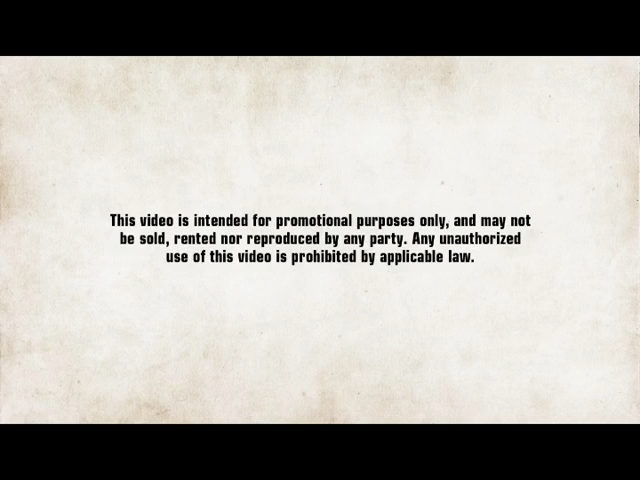 This video is intended for promotional purposes only, and may not
be sold, rented nor reproduced by any party. Any unauthorized
use of this video is prohibited by applicable law.